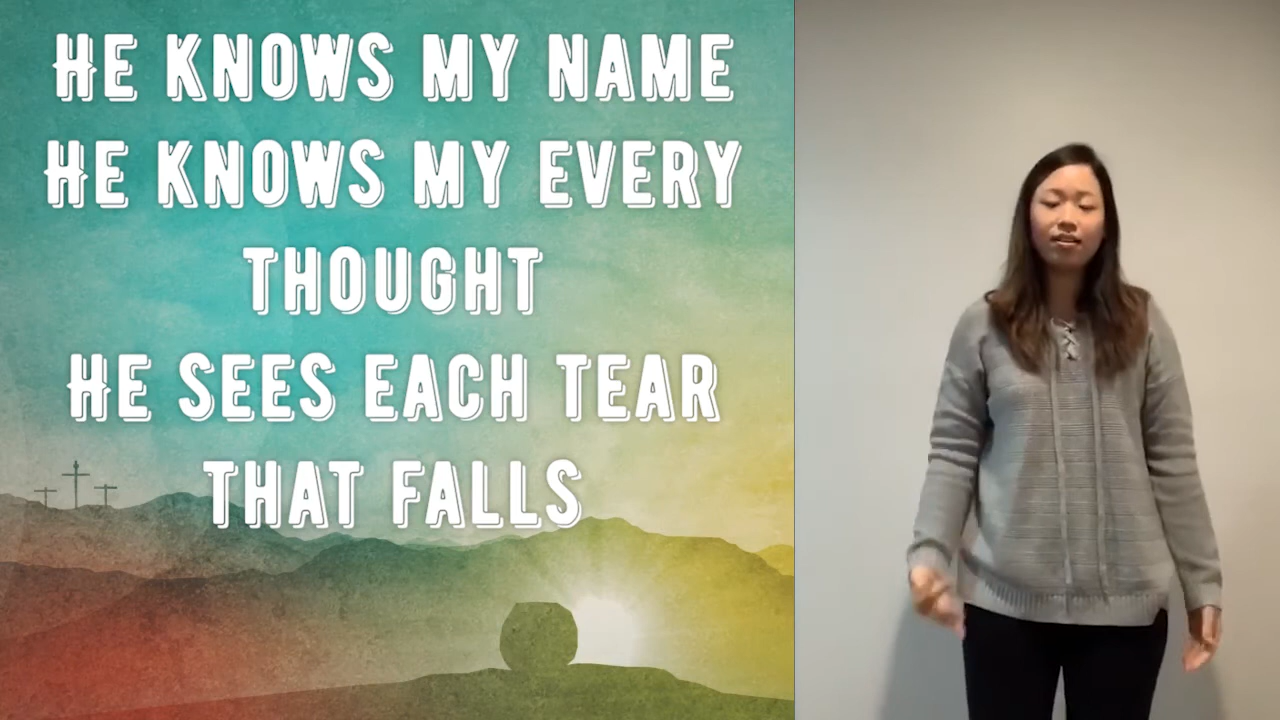 HE KNOWS MY NAME
HE KNOWS MY EVERY
THOUGHT
HE SEES EACH TEAR
THAT FALLS